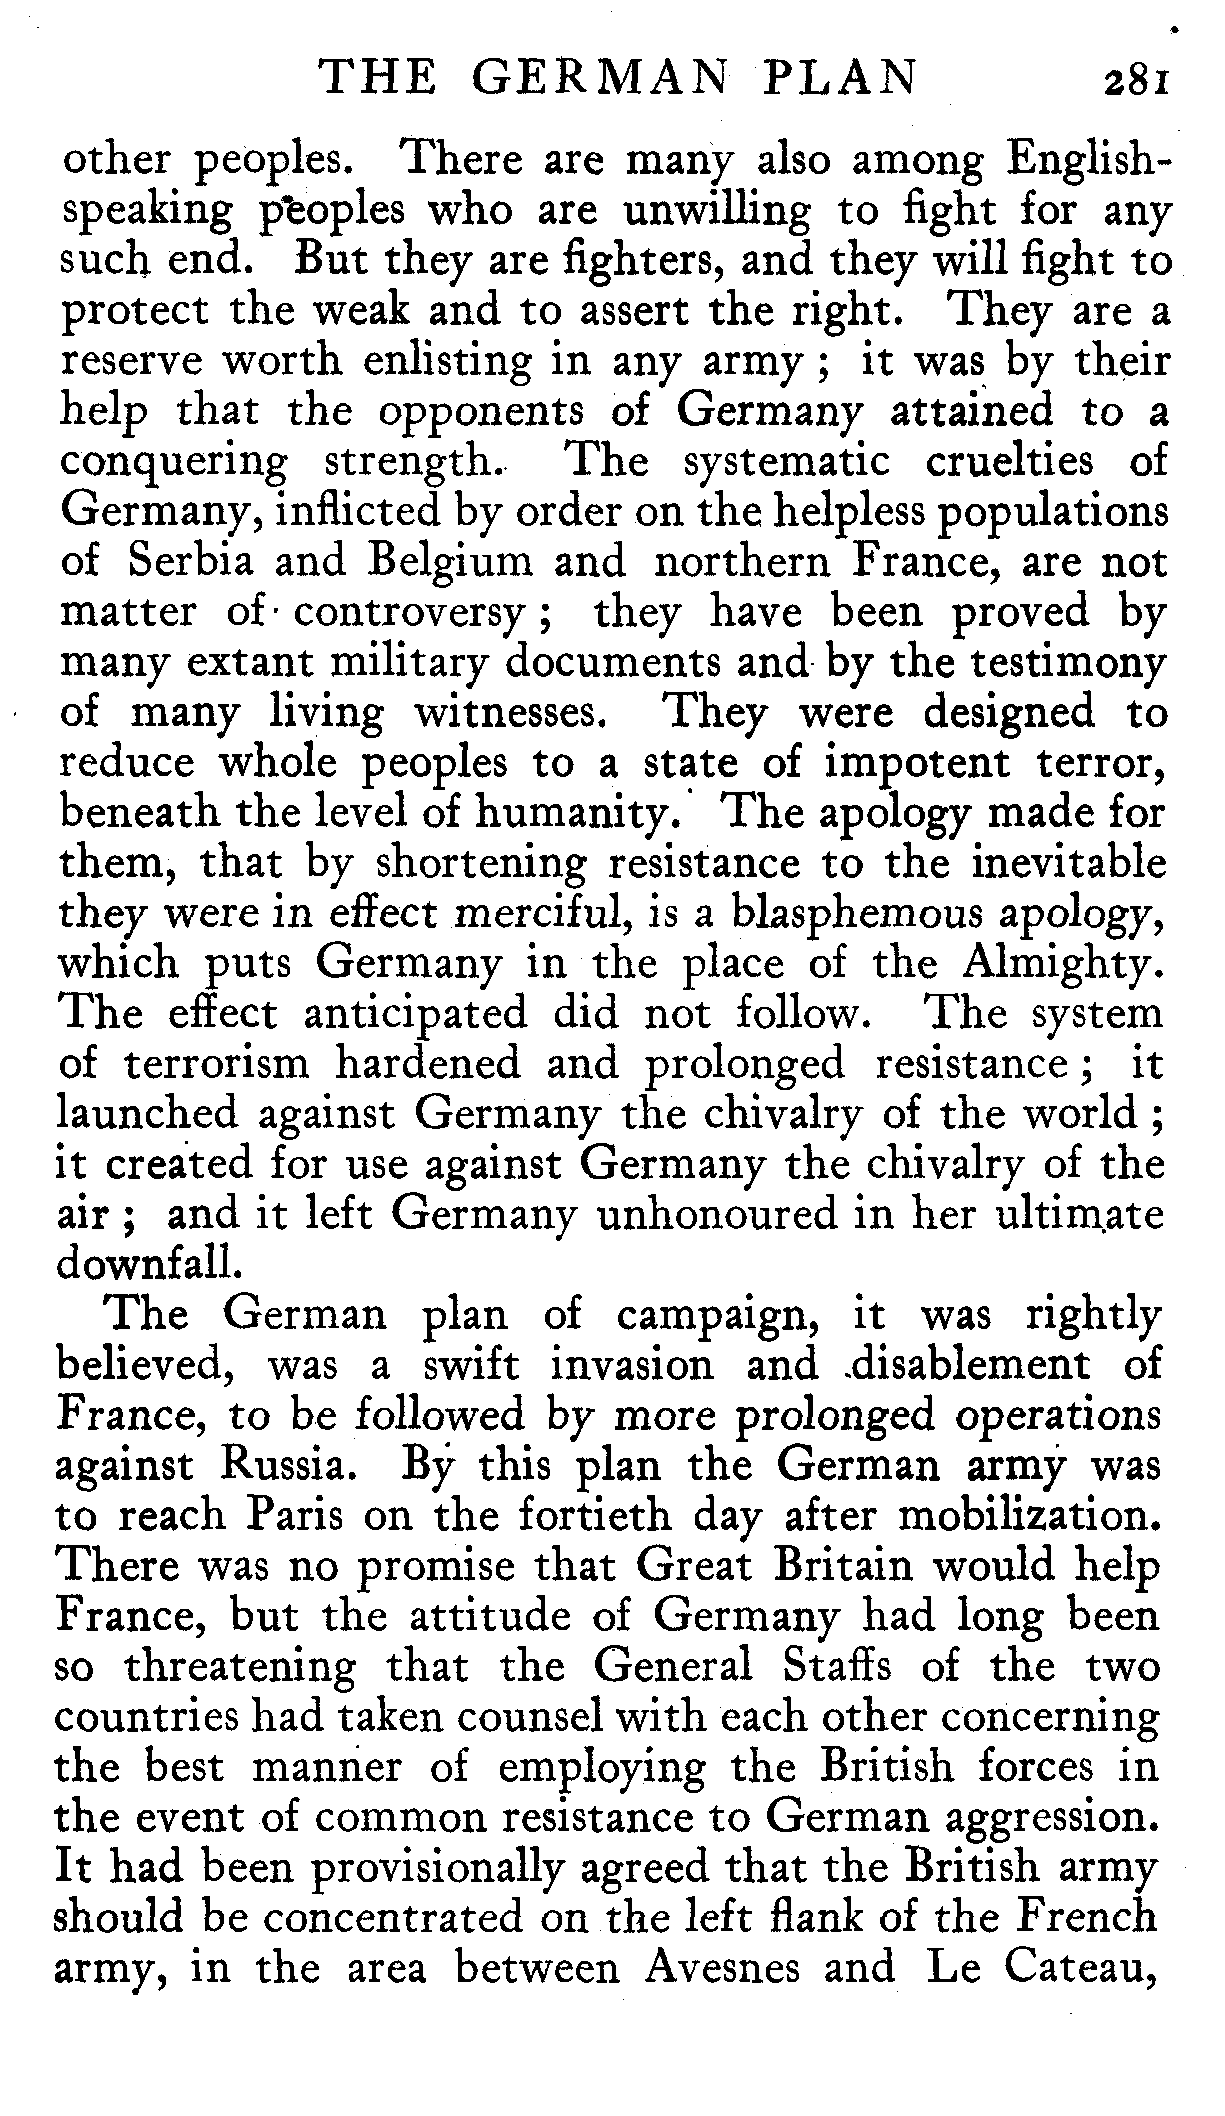 THE GERMAN PLAN 281
other peoples. There are many also among English-
speaking peoples who are unwilling to fight for any
such end. But they are fighters, and they will fight to
protect the weak and to assert the right. They are a
reserve worth enlisting in any army ; it was by their
help that the opponents of Germany attained to a
conquering strength. The systematic cruelties of
Germany, inflicted by order on the helpless populations
of Serbia and Belgium and northern France, are not
matter of controversy ; they have been proved by
many extant military documents and by the testimony
of many living witnesses. They were designed to
reduce whole peoples to a state of impotent terror,
beneath the level of humanity. The apology made for
them, that by shortening resistance to the inevitable
they were in effect merciful, is a blasphemous apology,
which puts Germany in the place of the Almighty.
The effect anticipated did not follow. The system
of terrorism hardened and prolonged resistance ; it
launched against Germany the chivalry of the world ;
it created for use against Germany the chivalry of the
air ; and it left Germany unhonoured in her ultimate
downfall.
The German plan of campaign, it was rightly
believed, was a swift invasion and disablement of
France, to be followed by more prolonged operations
against Russia. By this plan the German army was
to reach Paris on the fortieth day after mobilization.
There was no promise that Great Britain would help
France, but the attitude of Germany had long been
so threatening that the General Staffs of the two
countries had taken counsel with each other concerning
the best manner of employing the British forces in
the event of common resistance to German aggression.
It had been provisionally agreed that the British army
should be concentrated on the left flank of the French
army, in the area between Avesnes and Le Cateau,